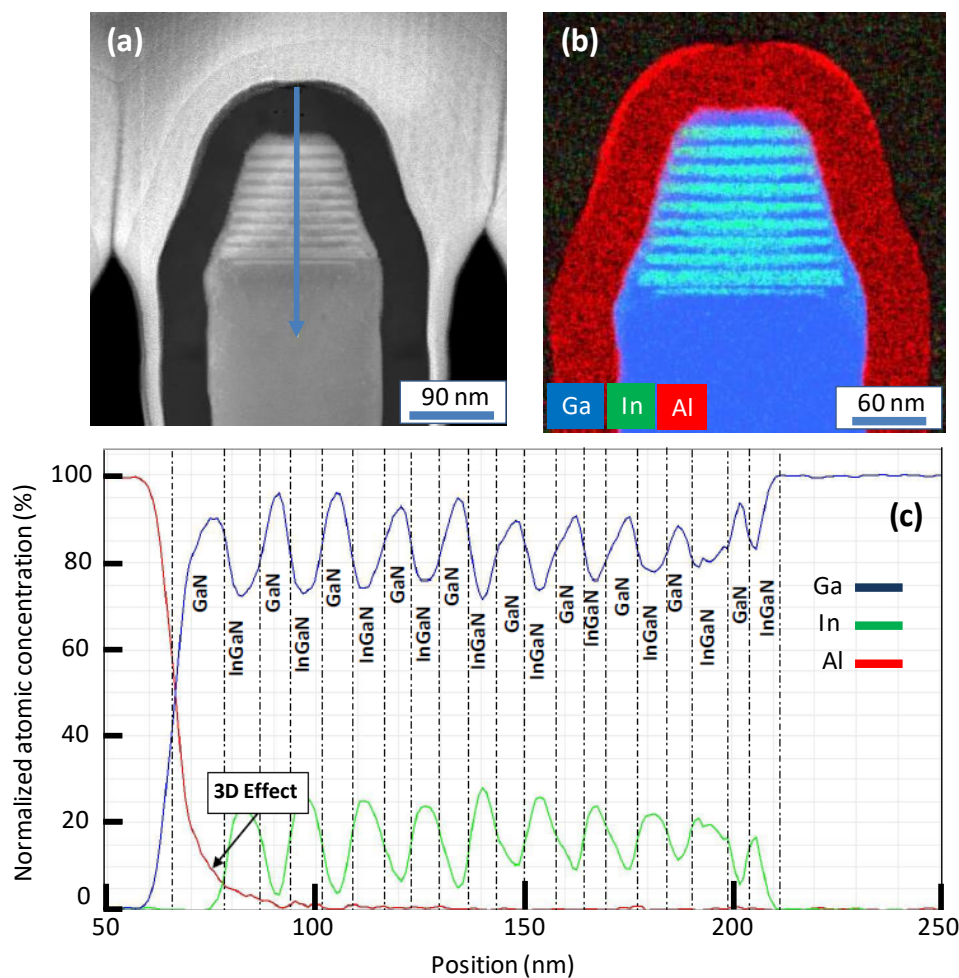 (a)
90 nm
(b)
Ga In Al
60 nm
Normalized atomic concentration (%)
100
80
60
40
20
0
(c)
GaN
InGaN
GaN
InGaN
GaN
InGaN
GaN
InGaN
GaN
InGaN
GaN
InGaN
GaN
InGaN
GaN
InGaN
GaN
InGaN
GaN
InGaN
Ga
In
Al
3D Effect
50 100 150 200 250
Position (nm)